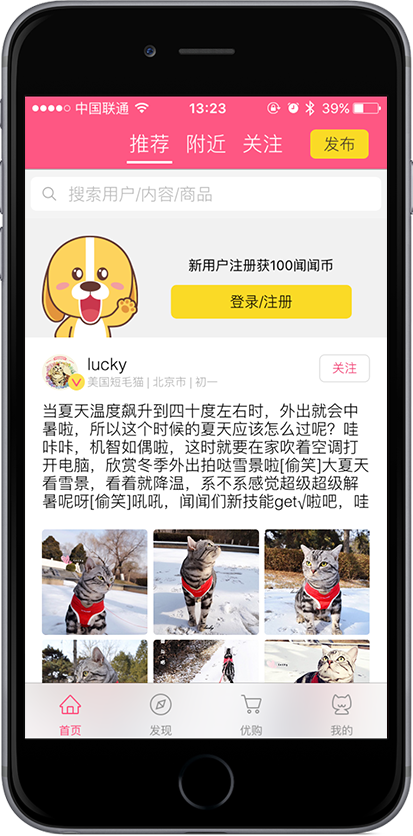 中国联通 13:23 39%
推荐 附近 关注 发布
搜索用户/内容/商品
新用户注册获100闻闻币
登录/注册
lucky 关注
美国短毛猫 | 北京市 | 初一
当夏天温度飙升到四十度左右时，外出就会中
暑啦，所以这个时候的夏天应该怎么过呢？哇
咔咔，机智如偶啦，这时就要在家吹着空调打
开电脑，欣赏冬季外出拍哒雪景啦[偷笑]大夏天
看雪景，看着就降温，系不系感觉超级超级解
暑呢呀[偷笑]吼吼，闻闻们新技能get√啦吧，哇
首页 发现 优购 我的